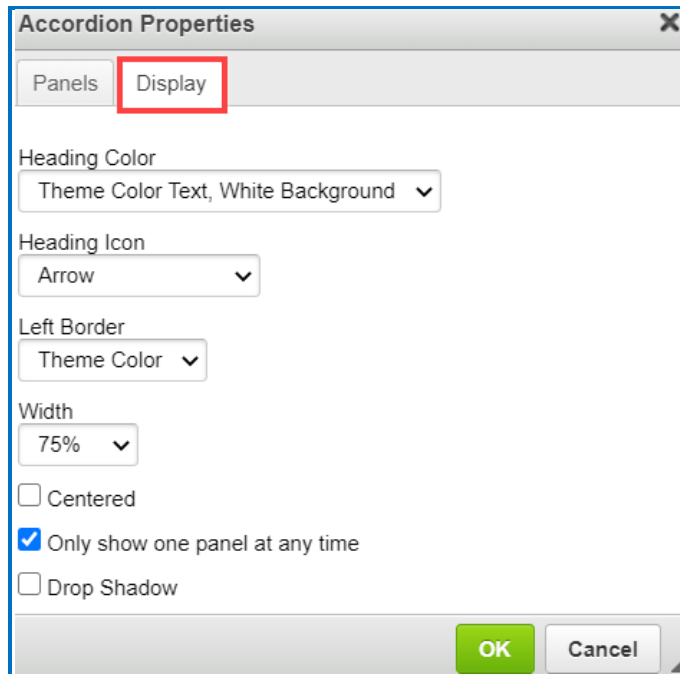 Accordion Properties
Panels Display
Heading Color
Theme Color Text, White Background
Heading Icon
Arrow
Left Border
Theme Color
Width
75%
Centered
Only show one panel at any time
Drop Shadow
OK Cancel